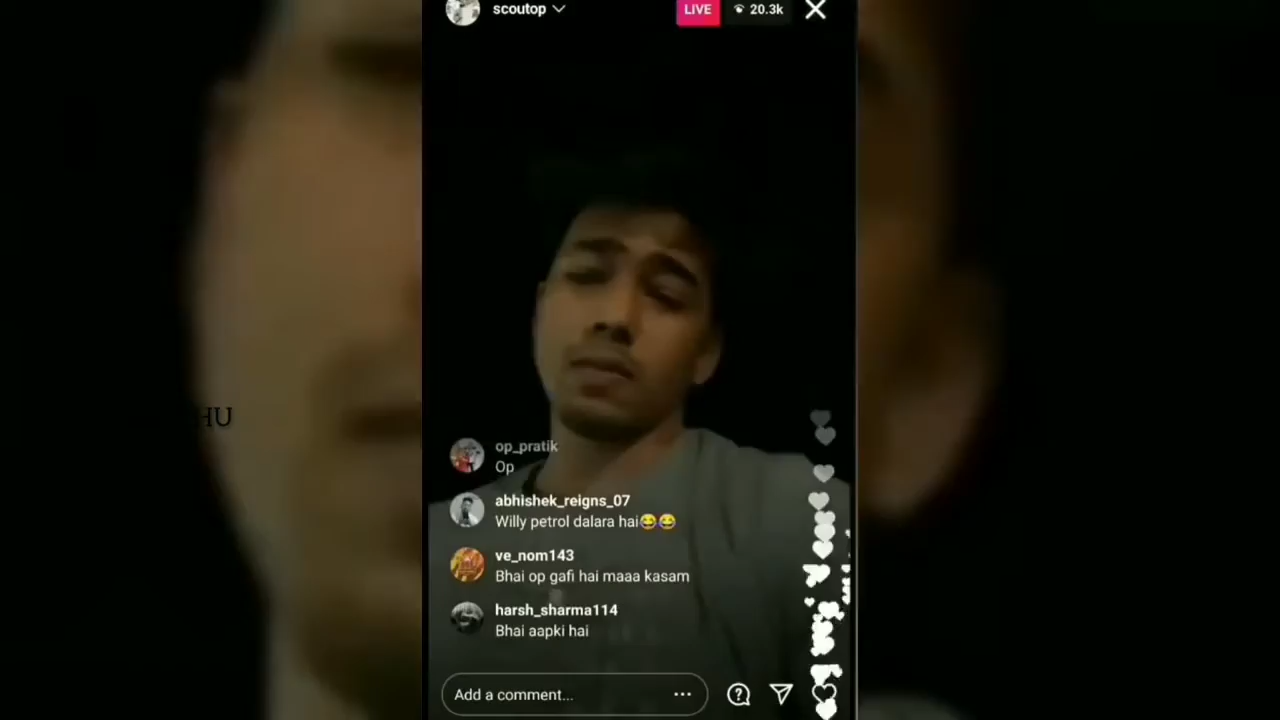 scoutop
LIVE
20.3k
HU
op_pratik
Op
abhishek_reigns_07
Willy petrol dalara hai😂😂
ve_nom143
Bhai op gafi hai maaa kasam
harsh_sharma114
Bhai aapki hai
Add a comment...